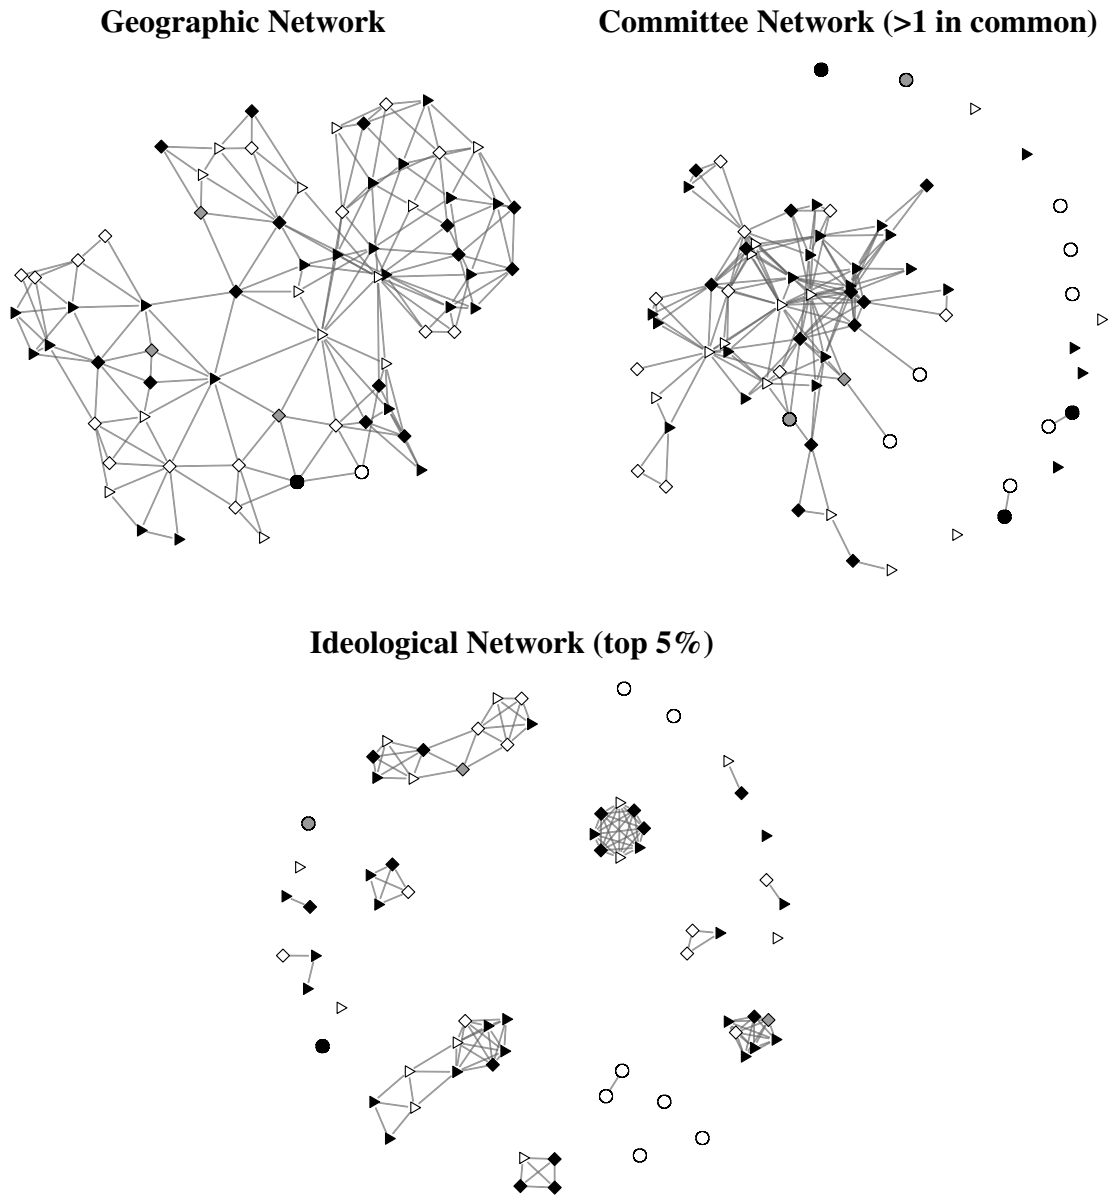 Geographic Network
Committee Network (>1 in common)
Ideological Network (top 5%)